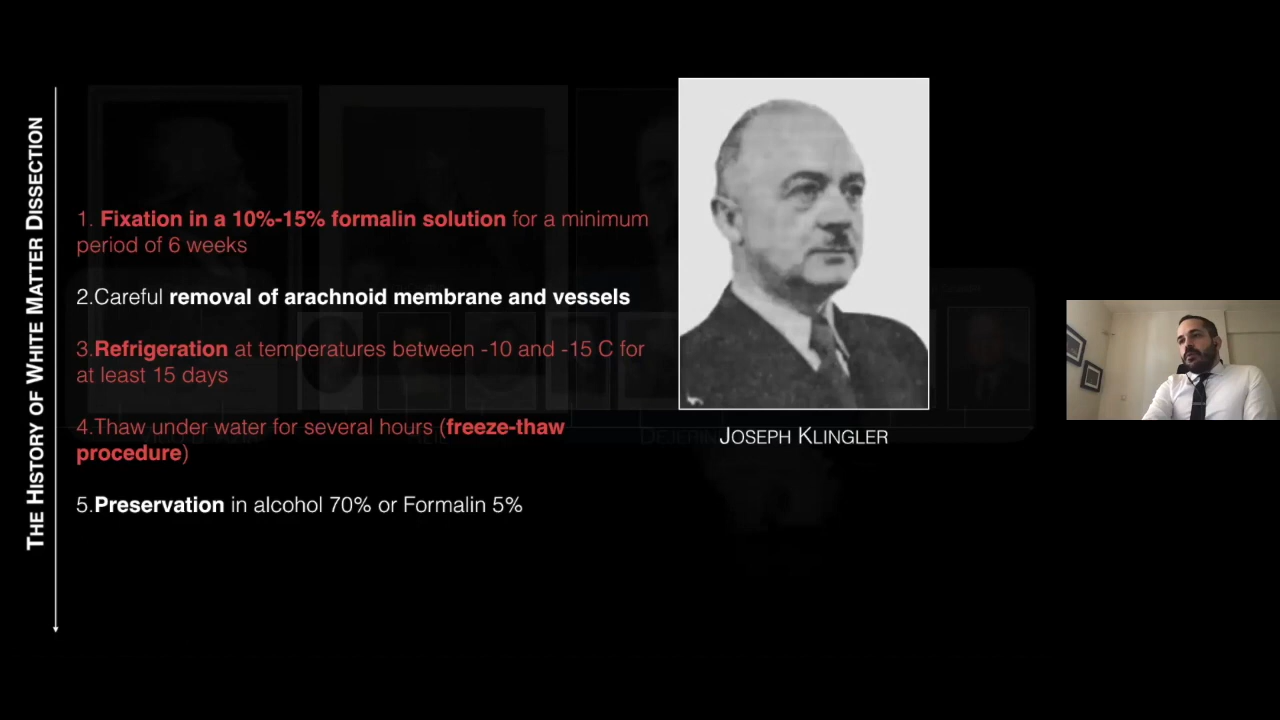 THE HISTORY OF WHITE MATTER DISSECTION
1. Fixation in a 10%-15% formalin solution for a minimum
period of 6 weeks
2.Careful removal of arachnoid membrane and vessels
3.Refrigeration at temperatures between -10 and -15 C for
at least 15 days
4.Thaw under water for several hours (freeze-thaw
procedure)
5.Preservation in alcohol 70% or Formalin 5%
JOSEPH KLINGLER